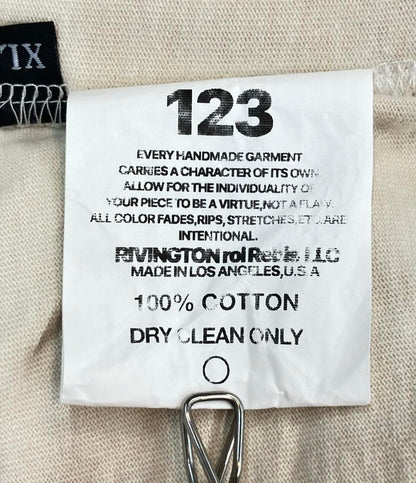 XL
123
EVERY HANDMADE GARMENT
CARRIES A CHARACTER OF ITS OWN.
ALLOW FOR THE INDIVIDUALITY OF
YOUR PIECE TO BE A VIRTUE,NOT A FLAW.
ALL COLOR FADES,RIPS, STRETCHES,ETC..ARE
INTENTIONAL.
RIVINGTON roi Rebis, LLC
MADE IN LOS ANGELES,U.S.A
100% COTTON
DRY CLEAN ONLY